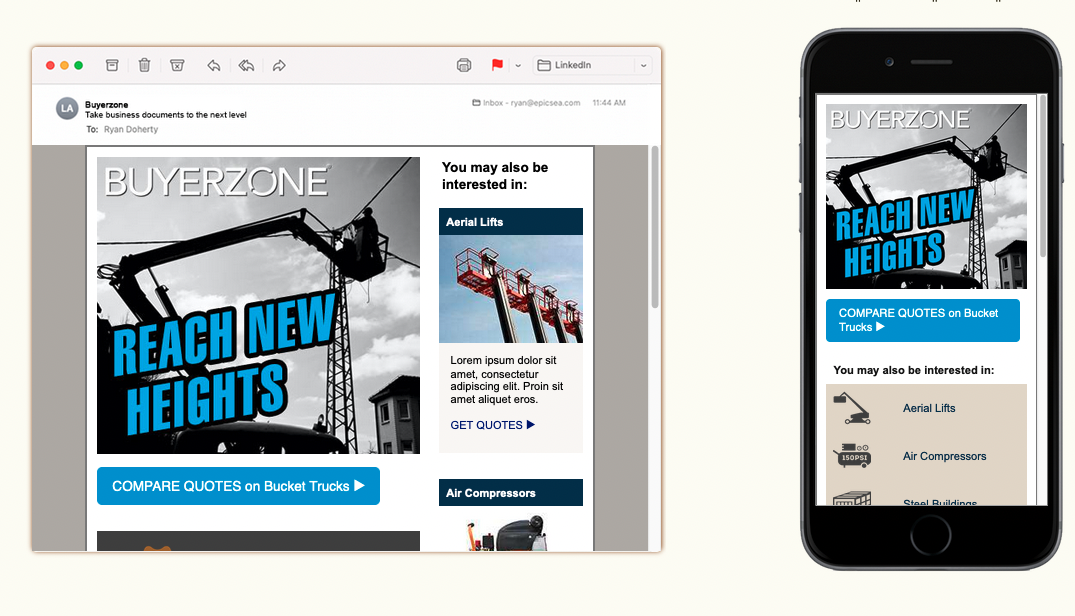 LinkedIn
LA
Buyerzone
Take business documents to the next level
Inbox - ryan@epicsea.com 11:44 AM
To: Ryan Doherty
BUYERZONE
REACH NEW
HEIGHTS
COMPARE QUOTES on Bucket Trucks ▶
You may also be
interested in:
Aerial Lifts
Lorem ipsum dolor sit
amet, consectetur
adipiscing elit. Proin sit
amet aliquet eros.
GET QUOTES ▶
Air Compressors
BUYERZONE
REACH NEW
HEIGHTS
COMPARE QUOTES on Bucket
Trucks ▶
You may also be interested in:
Aerial Lifts
150PSI
Air Compressors
Steel Buildings